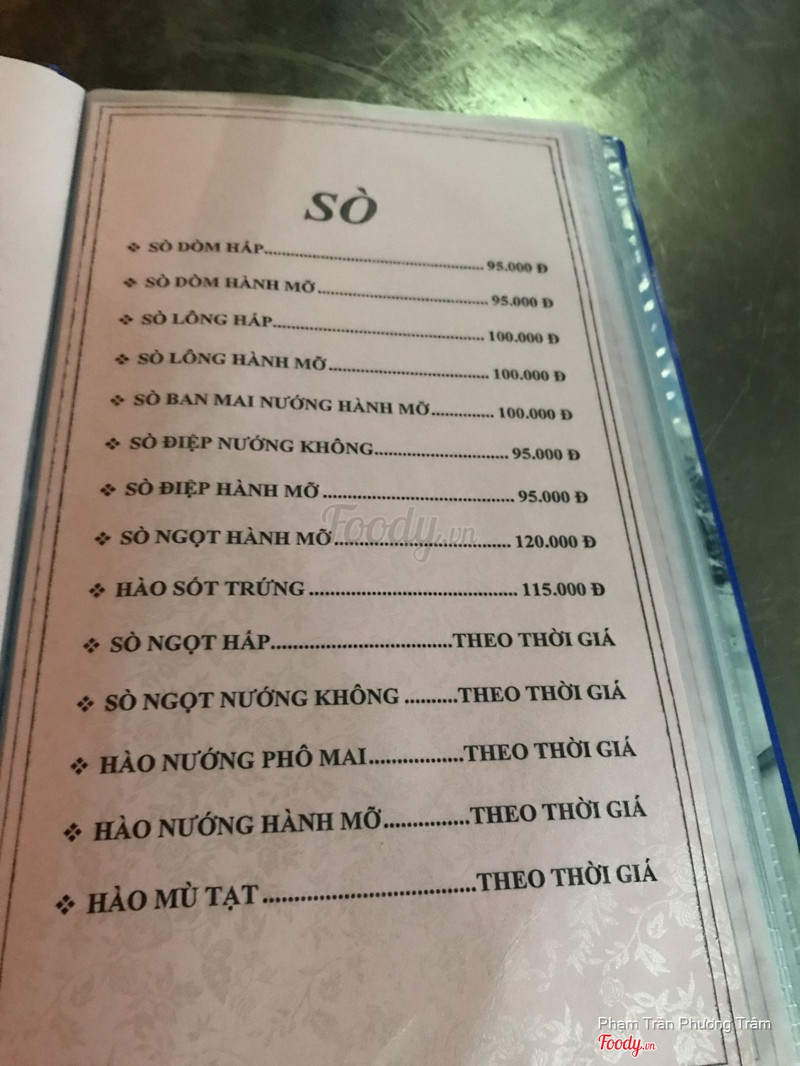 SÒ
❖ SÒ DÒM HẤP........................................................ 95.000 Đ
❖ SÒ DÒM HÀNH MỠ........................................... 95.000 Đ
❖ SÒ LÔNG HẤP..................................................... 100.000 Đ
❖ SÒ LÔNG HÀNH MỠ....................................... 100.000 Đ
❖ SÒ BAN MAI NƯỚNG HÀNH MỠ.............. 100.000 Đ
❖ SÒ ĐIỆP NƯỚNG KHÔNG............................. 95.000 Đ
❖ SÒ ĐIỆP HÀNH MỠ......................................... 95.000 Đ
❖ SÒ NGỌT HÀNH MỠ...................................... 120.000 Đ
❖ HÀO SÓT TRỨNG............................................ 115.000 Đ
❖ SÒ NGỌT HẤP..................................THEO THỜI GIÁ
❖ SÒ NGỌT NƯỚNG KHÔNG ..........THEO THỜI GIÁ
❖ HÀO NƯỚNG PHÔ MAI.................THEO THỜI GIÁ
❖ HÀO NƯỚNG HÀNH MỠ...............THEO THỜI GIÁ
❖ HÀO MÙ TẠT.....................................THEO THỜI GIÁ
Foody.vn
Phạm Trần Phương Trâm
Foody.vn